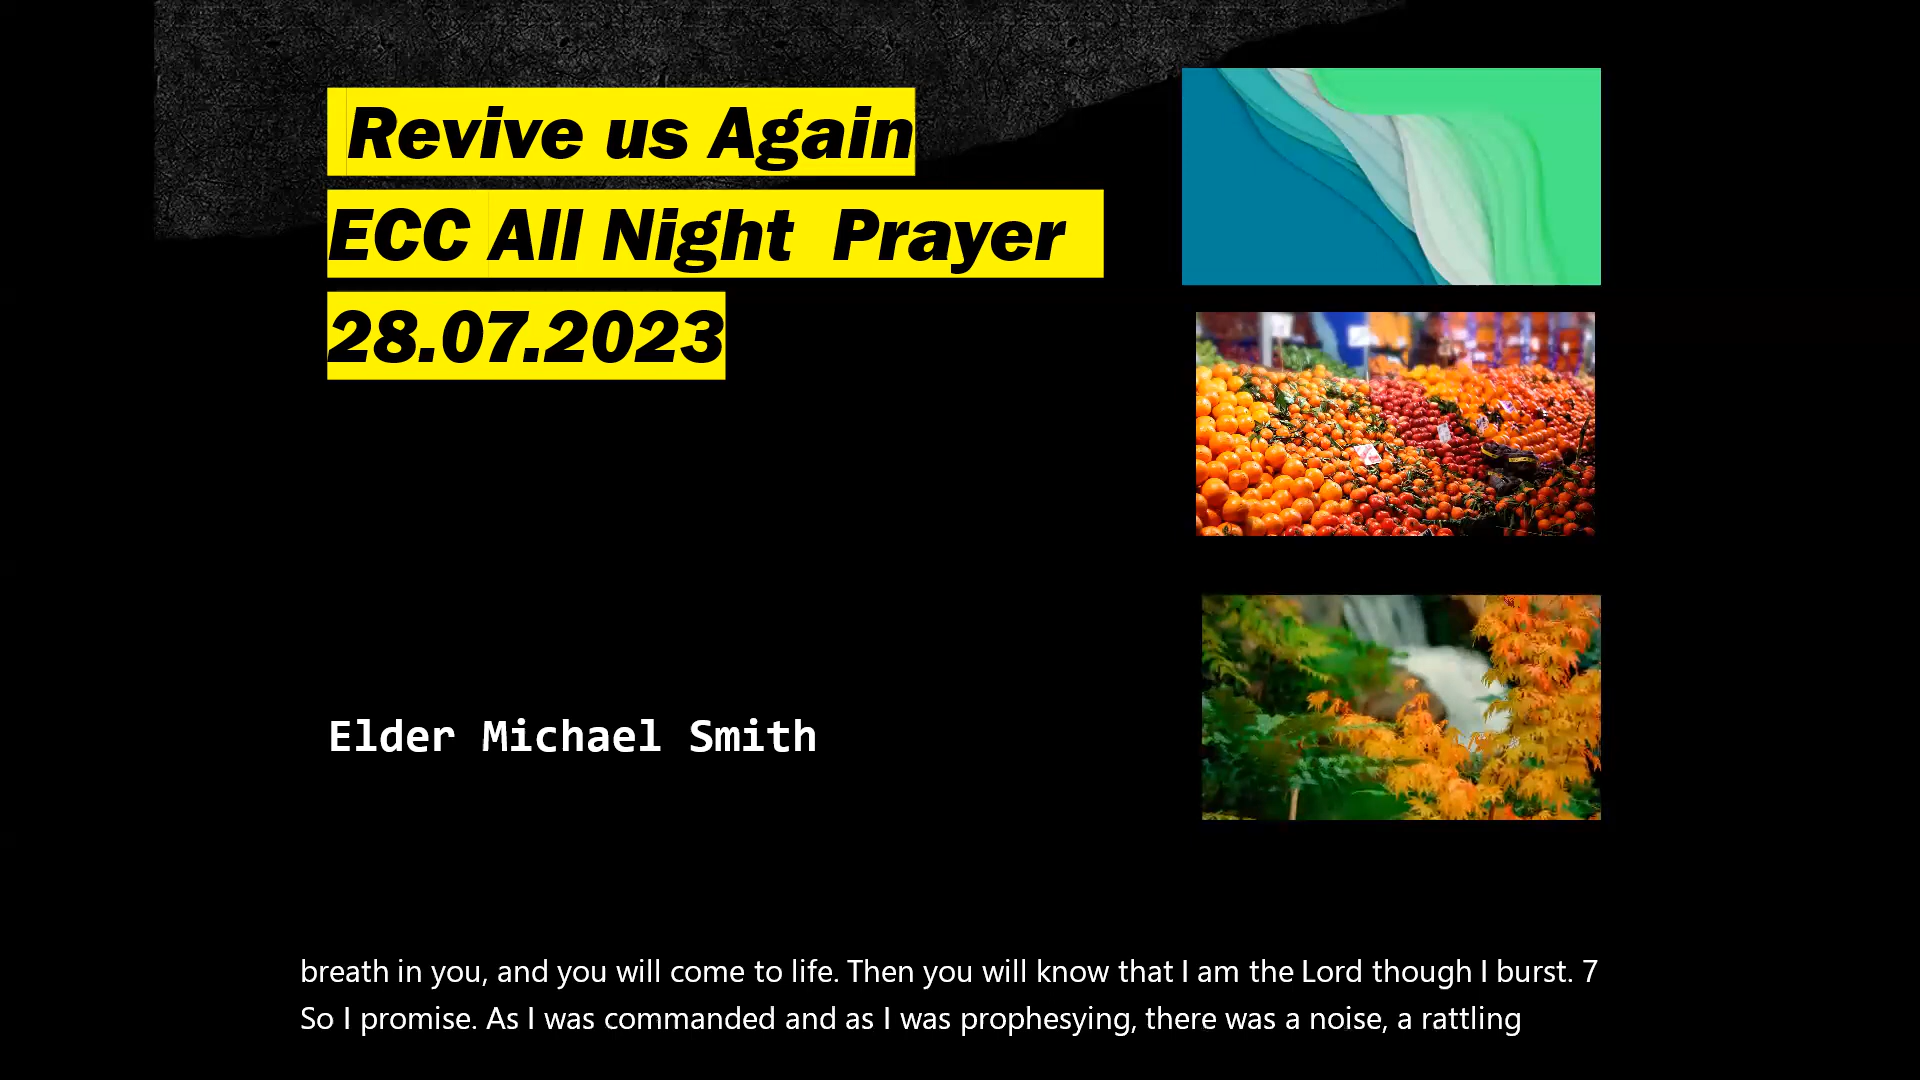 Revive us Again
ECC All Night Prayer
28.07.2023
Elder Michael Smith
breath in you, and you will come to life. Then you will know that I am the Lord though I burst. 7
So I promise. As I was commanded and as I was prophesying, there was a noise, a rattling